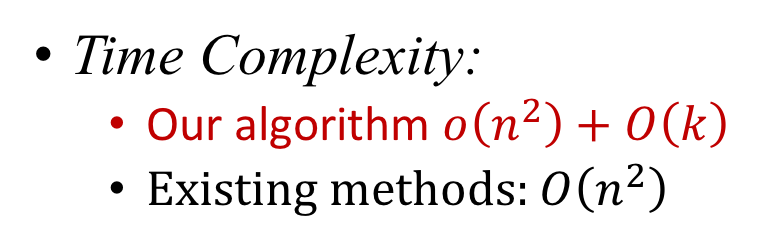 • Time Complexity:
• Our algorithm o(n²) + O(k)
• Existing methods: O(n²)